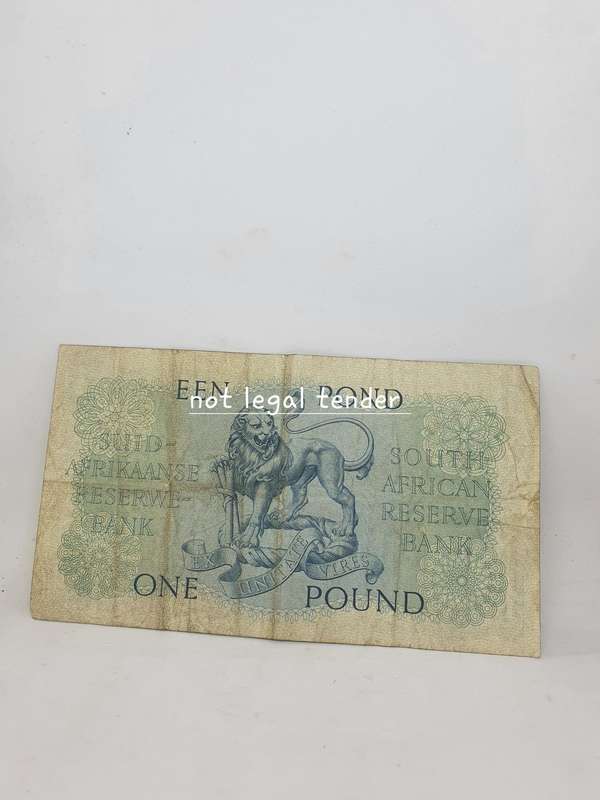 EEN POND
not legal tender
SUID-
AFRIKAANSE
RESERWE-
BANK
SOUTH
AFRICAN
RESERVE
BANK
EX UNITATE VIRES
ONE POUND